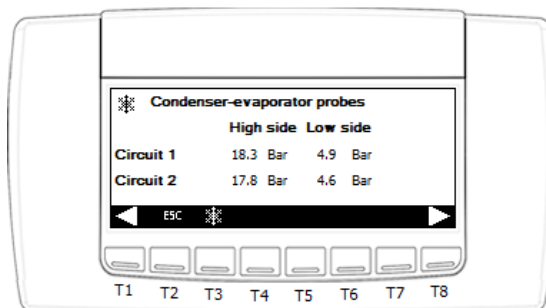 Condenser-evaporator probes
High side Low side
Circuit 1 18.3 Bar 4.9 Bar
Circuit 2 17.8 Bar 4.6 Bar
ESC
T1 T2 T3 T4 T5 T6 T7 T8